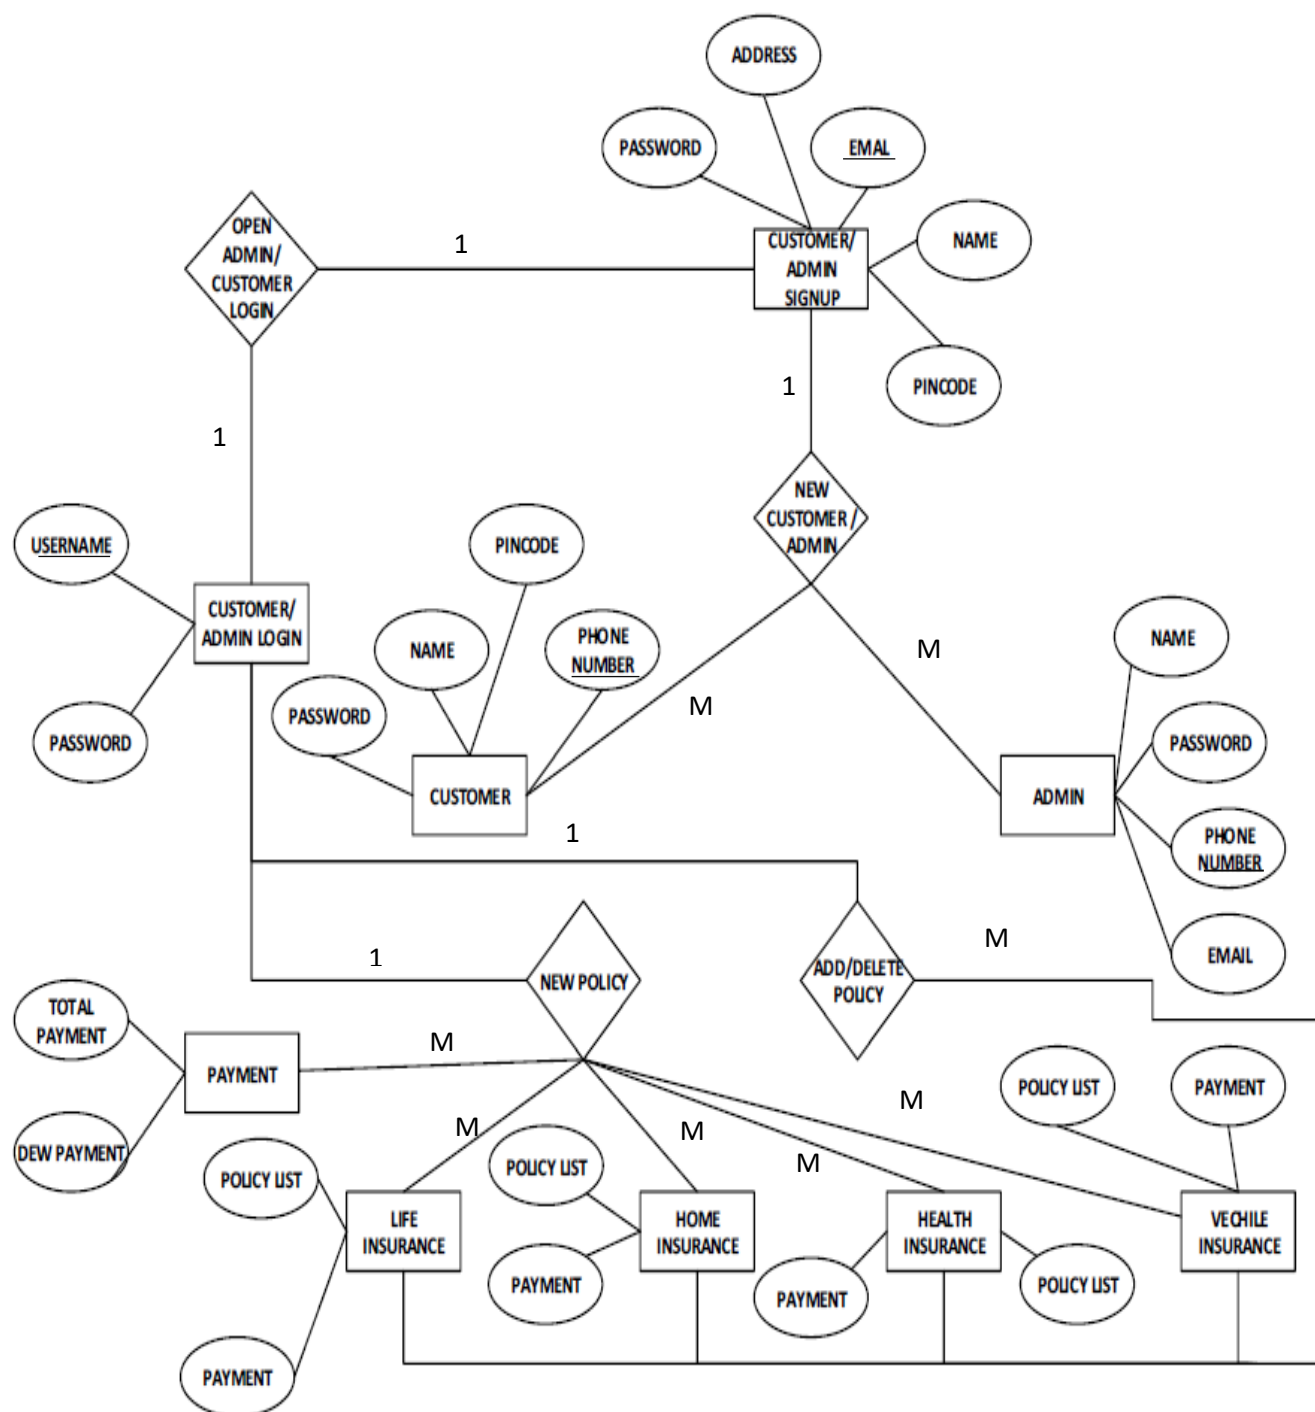 ADDRESS
PASSWORD
EMAL
NAME
PINCODE
CUSTOMER/
ADMIN
SIGNUP
OPEN
ADMIN/
CUSTOMER
LOGIN
1
1
1
NEW
CUSTOMER /
ADMIN
USERNAME
PASSWORD
CUSTOMER/
ADMIN LOGIN
PINCODE
NAME
PHONE
NUMBER
PASSWORD
CUSTOMER
M
M
NAME
PASSWORD
PHONE
NUMBER
EMAIL
ADMIN
1
1
NEW POLICY
ADD/DELETE
POLICY
M
TOTAL
PAYMENT
DEW PAYMENT
PAYMENT
M
M
M
M
M
POLICY LIST
PAYMENT
LIFE
INSURANCE
POLICY LIST
PAYMENT
HOME
INSURANCE
PAYMENT
POLICY LIST
HEALTH
INSURANCE
POLICY LIST
PAYMENT
VECHILE
INSURANCE